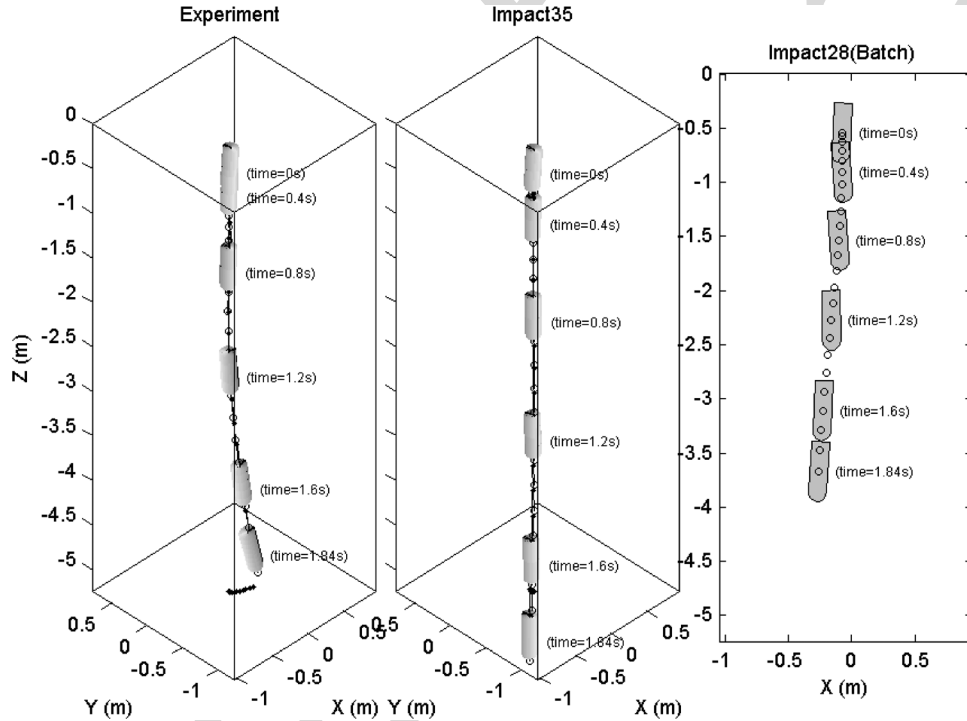 Experiment
0
-0.5
-1
-1.5
-2
-2.5
-3
-3.5
-4
-4.5
-5
Z (m)
(time=0s)
(time=0.4s)
(time=0.8s)
(time=1.2s)
(time=1.6s)
(time=1.84s)
0.5
0
-0.5
-1
Y (m)
-1
-0.5
0
0.5
X (m)
Impact35
(time=0s)
(time=0.4s)
(time=0.8s)
(time=1.2s)
(time=1.6s)
(time=1.84s)
0.5
0
-0.5
-1
Y (m)
-1
-0.5
0
0.5
X (m)
Impact28(Batch)
0
-0.5
-1
-1.5
-2
-2.5
-3
-3.5
-4
-4.5
-5
(time=0s)
(time=0.4s)
(time=0.8s)
(time=1.2s)
(time=1.6s)
(time=1.84s)
-1
-0.5
0
0.5
X (m)